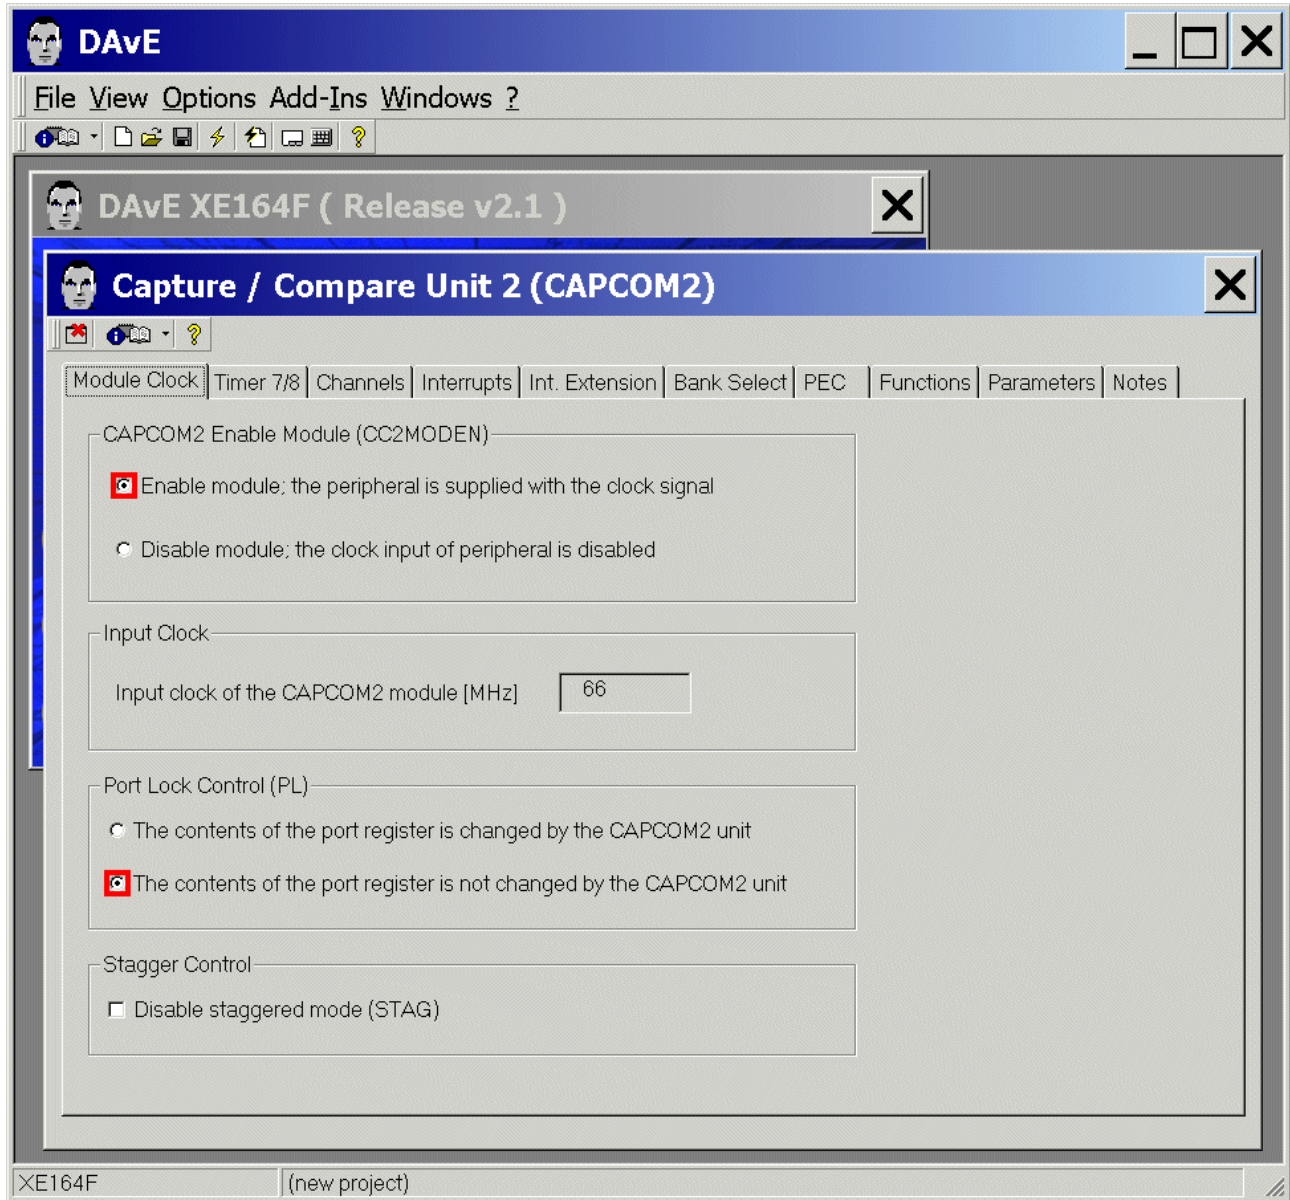 DAvE
File View Options Add-Ins Windows ?
DAvE XE164F ( Release v2.1 )
Capture / Compare Unit 2 (CAPCOM2)
Module Clock Timer 7/8 Channels Interrupts Int. Extension Bank Select PEC Functions Parameters Notes
CAPCOM2 Enable Module (CC2MODEN)
Enable module; the peripheral is supplied with the clock signal
Disable module; the clock input of peripheral is disabled
Input Clock
Input clock of the CAPCOM2 module [MHz] 66
Port Lock Control (PL)
The contents of the port register is changed by the CAPCOM2 unit
The contents of the port register is not changed by the CAPCOM2 unit
Stagger Control
Disable staggered mode (STAG)
XE164F (new project)